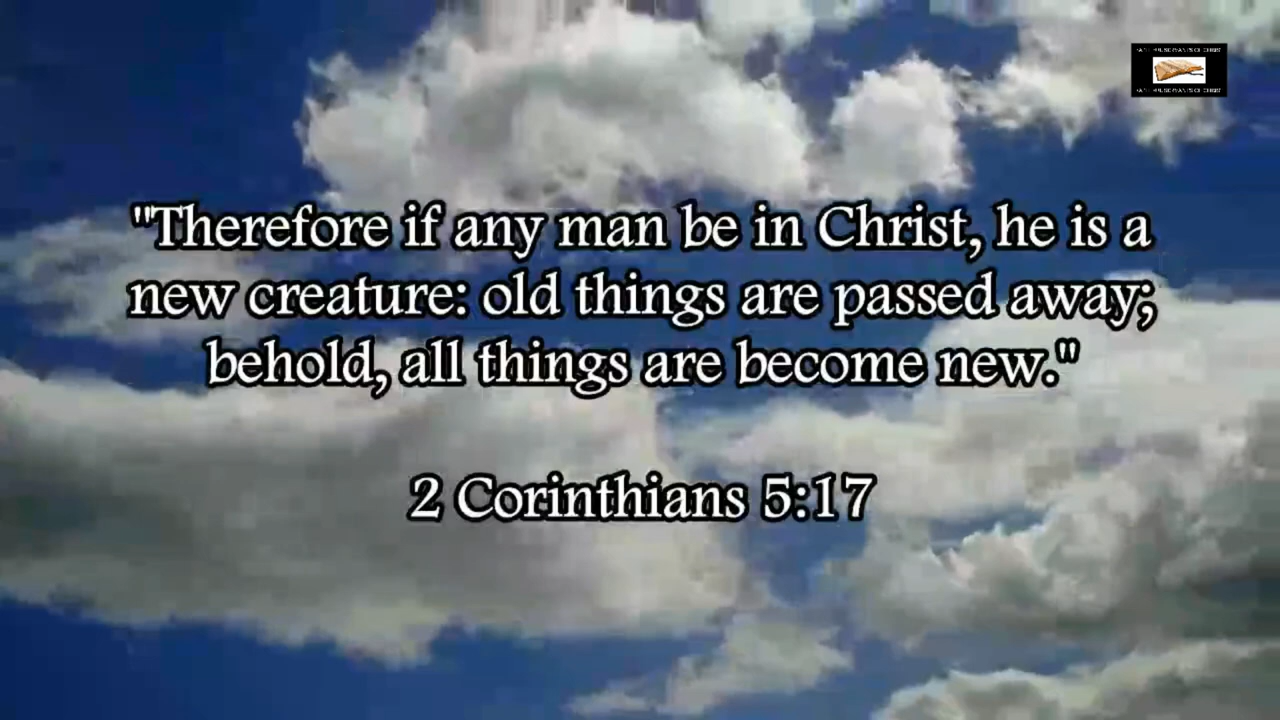 "Therefore if any man be in Christ, he is a
new creature: old things are passed away;
behold, all things are become new."
2 Corinthians 5:17